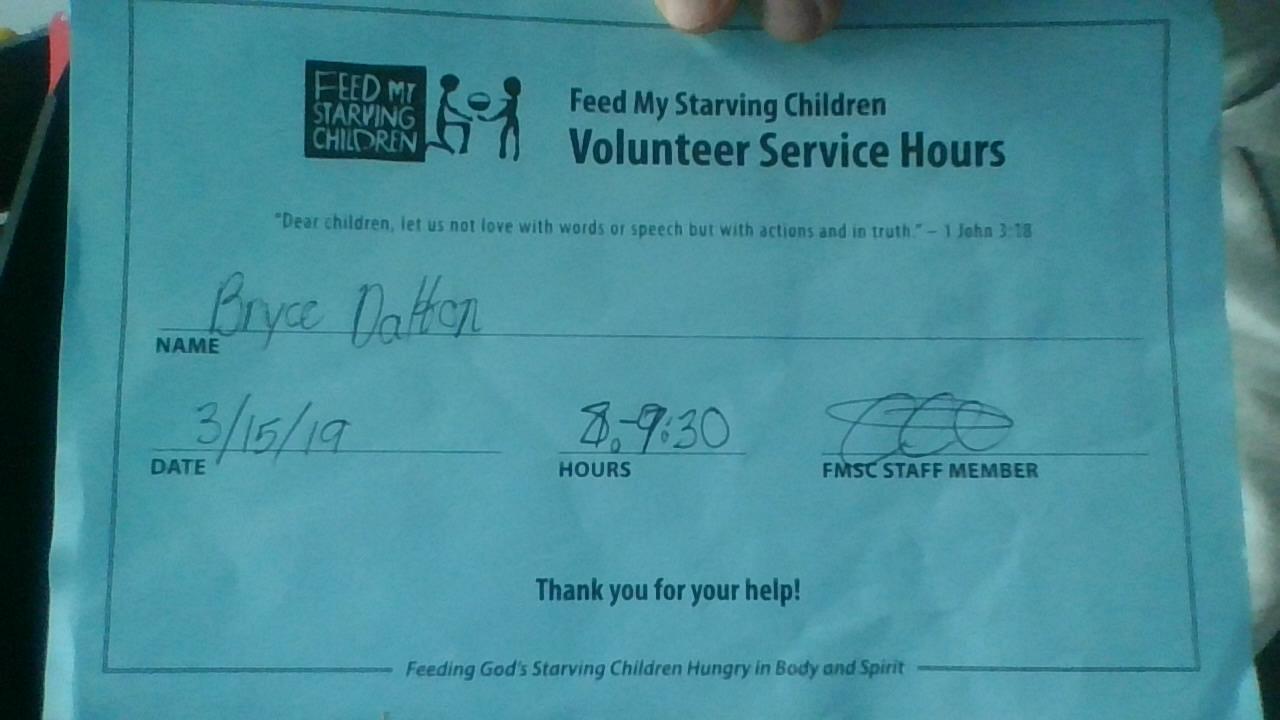 FEED MY
STARVING
CHILDREN
Feed My Starving Children
Volunteer Service Hours
"Dear children, let us not love with words or speech but with actions and in truth." – 1 John 3:18
Bryce Dalton
NAME
3/15/19 8-9:30
DATE HOURS FMSC STAFF MEMBER
Thank you for your help!
Feeding God's Starving Children Hungry in Body and Spirit